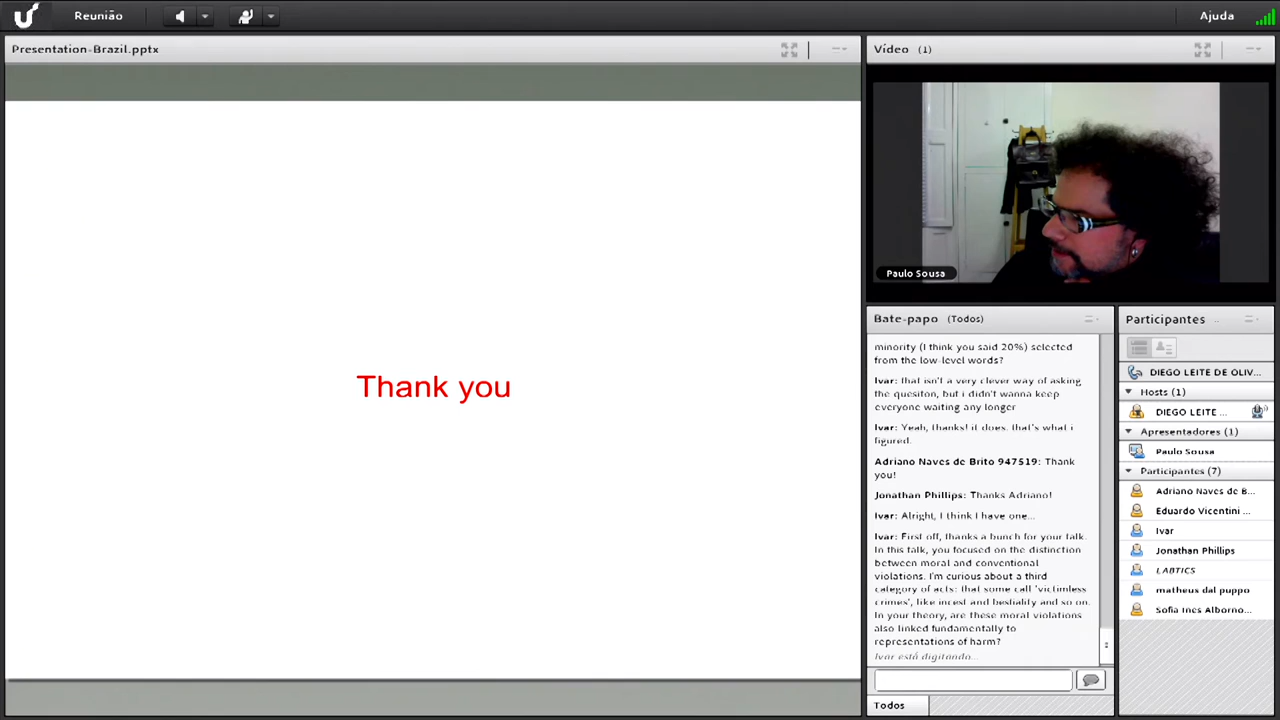 Reunião
Ajuda
Presentation-Brazil.pptx
Vídeo (1)
Paulo Sousa
Thank you
Bate-papo (Todos)
minority (I think you said 20%) selected
from the low-level words?
Ivar: that isn't a very clever way of asking
the quesiton, but i didn't wanna keep
everyone waiting any longer
Ivar: Yeah, thanks! it does. that's what i
figured.
Adriano Naves de Brito 947519: Thank
you!
Jonathan Phillips: Thanks Adriano!
Ivar: Alright, I think I have one...
Ivar: First off, thanks a bunch for your talk.
In this talk, you focused on the distinction
between moral and conventional
violations. I'm curious about a third
category of acts: that some call 'victimless
crimes', like incest and bestiality and so on.
In your theory, are these moral violations
also linked fundamentally to
representations of harm?
Ivar está digitando...
Todos
Participantes ..
DIEGO LEITE DE OLIV...
Hosts (1)
DIEGO LEITE ...
Apresentadores (1)
Paulo Sousa
Participantes (7)
Adriano Naves de B...
Eduardo Vicentini ...
Ivar
Jonathan Phillips
LABTICS
matheus dal puppo
Sofia Ines Alborno...